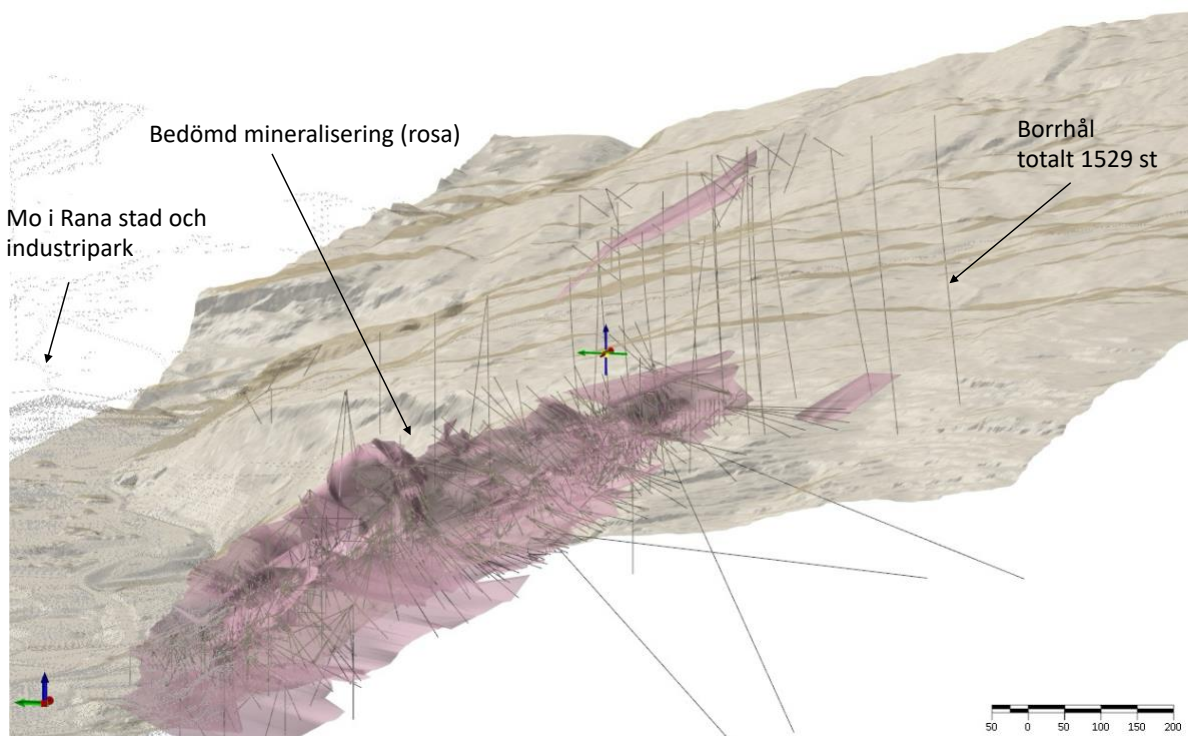 Bedömd mineralisering (rosa)
Borrhål
totalt 1529 st
Mo i Rana stad och
industripark
50 0 50 100 150 200